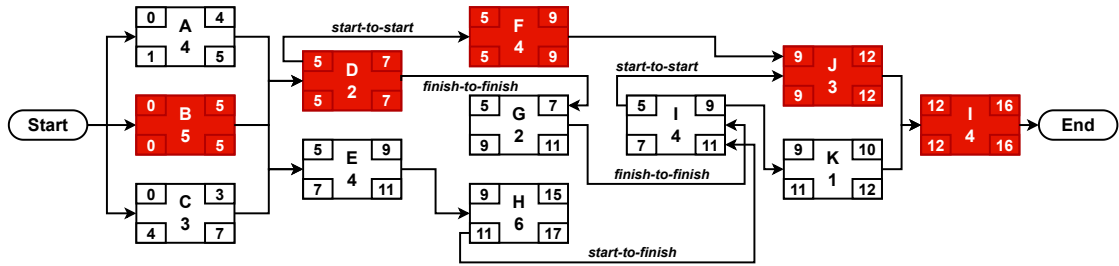 Start
0 A 4
4
1 5
0 B 5
5
0 5
0 C 3
3
4 7
start-to-start
5 D 7
2
5 7
5 E 9
4
7 11
5 F 9
4
5 9
finish-to-finish
5 G 7
2
9 11
9 H 15
6
11 17
start-to-start
5 I 9
4
7 11
finish-to-finish
start-to-finish
9 J 12
3
9 12
9 K 10
1
11 12
12 I 16
4
12 16
End